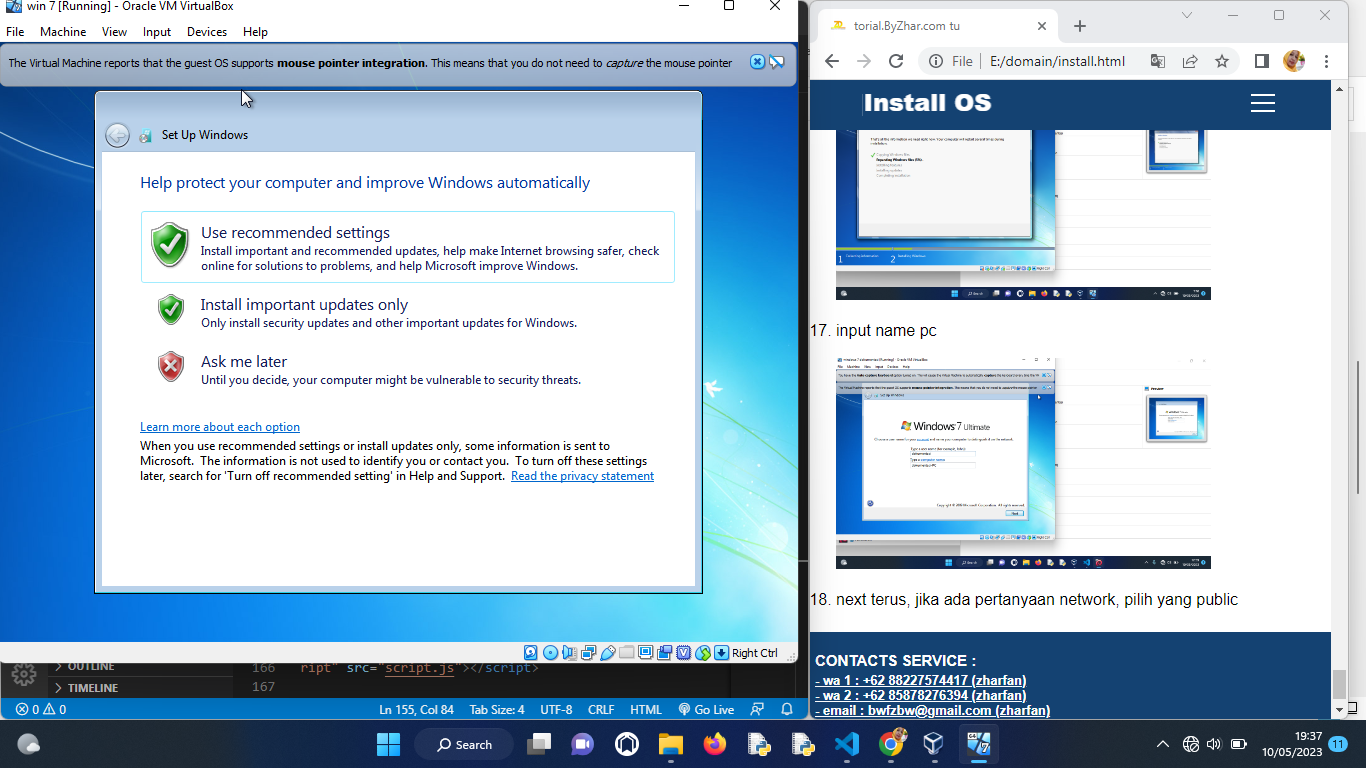 win 7 [Running] - Oracle VM VirtualBox
File Machine View Input Devices Help
The Virtual Machine reports that the guest OS supports mouse pointer integration. This means that you do not need to capture the mouse pointer
Set Up Windows
Help protect your computer and improve Windows automatically
Use recommended settings
Install important and recommended updates, help make Internet browsing safer, check
online for solutions to problems, and help Microsoft improve Windows.
Install important updates only
Only install security updates and other important updates for Windows.
Ask me later
Until you decide, your computer might be vulnerable to security threats.
Learn more about each option
When you use recommended settings or install updates only, some information is sent to
Microsoft. The information is not used to identify you or contact you. To turn off these settings
later, search for 'Turn off recommended setting' in Help and Support. Read the privacy statement
Right Ctrl
OUTLINE
TIMELINE
166 ript" src="script.js"></script>
167
0 0 Ln 155, Col 84 Tab Size: 4 UTF-8 CRLF HTML Go Live
torial.ByZhar.com tu
File E:/domain/install.html
Install OS
17. input name pc
Set Up Windows
Windows 7 Ultimate
18. next terus, jika ada pertanyaan network, pilih yang public
CONTACTS SERVICE :
- wa 1 : +62 88227574417 (zharfan)
- wa 2 : +62 85878276394 (zharfan)
- email : bwfzbw@gmail.com (zharfan)
Search
64 7
19:37
10/05/2023
11